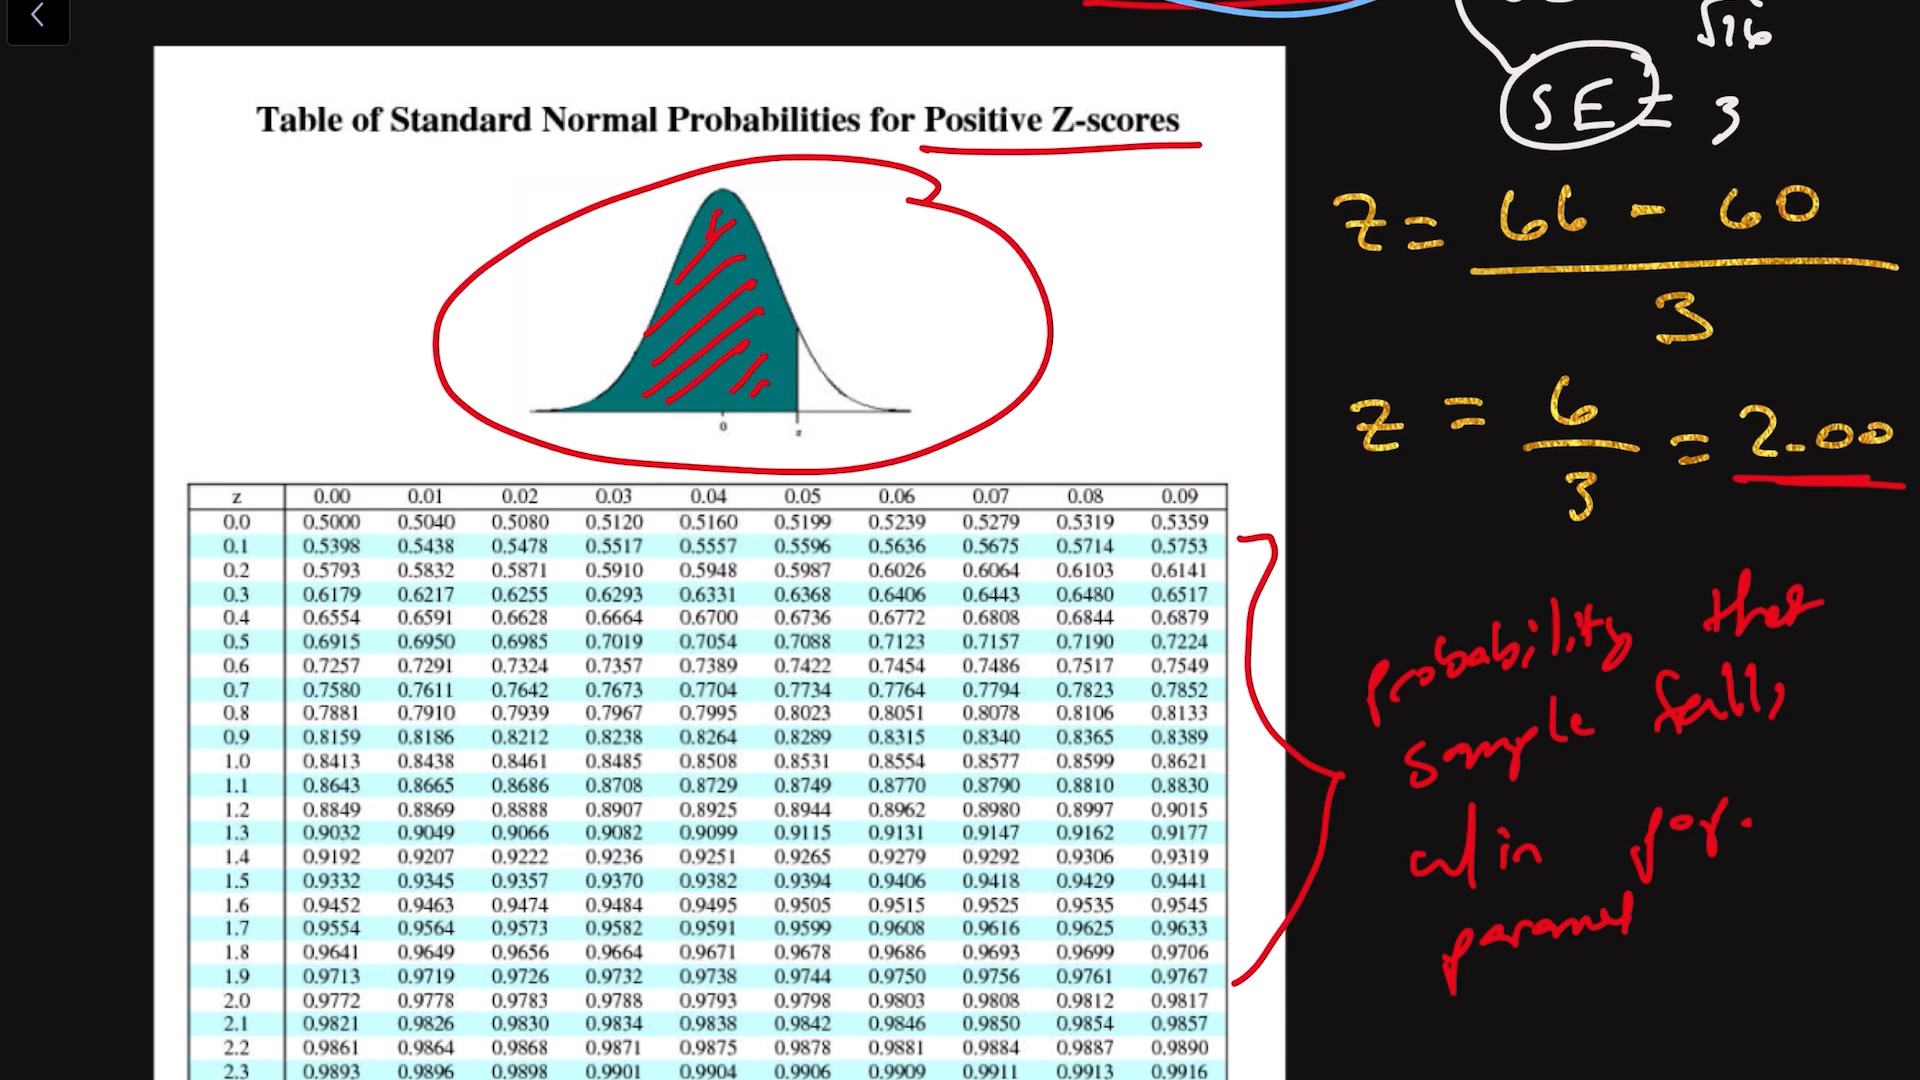 √16
SE = 3
Table of Standard Normal Probabilities for Positive Z-scores
z = 66 - 60
3
z = 6 = 2.00
3
0 z
z 0.00 0.01 0.02 0.03 0.04 0.05 0.06 0.07 0.08 0.09
0.0 0.5000 0.5040 0.5080 0.5120 0.5160 0.5199 0.5239 0.5279 0.5319 0.5359
0.1 0.5398 0.5438 0.5478 0.5517 0.5557 0.5596 0.5636 0.5675 0.5714 0.5753
0.2 0.5793 0.5832 0.5871 0.5910 0.5948 0.5987 0.6026 0.6064 0.6103 0.6141
0.3 0.6179 0.6217 0.6255 0.6293 0.6331 0.6368 0.6406 0.6443 0.6480 0.6517
0.4 0.6554 0.6591 0.6628 0.6664 0.6700 0.6736 0.6772 0.6808 0.6844 0.6879
0.5 0.6915 0.6950 0.6985 0.7019 0.7054 0.7088 0.7123 0.7157 0.7190 0.7224
0.6 0.7257 0.7291 0.7324 0.7357 0.7389 0.7422 0.7454 0.7486 0.7517 0.7549
0.7 0.7580 0.7611 0.7642 0.7673 0.7704 0.7734 0.7764 0.7794 0.7823 0.7852
0.8 0.7881 0.7910 0.7939 0.7967 0.7995 0.8023 0.8051 0.8078 0.8106 0.8133
0.9 0.8159 0.8186 0.8212 0.8238 0.8264 0.8289 0.8315 0.8340 0.8365 0.8389
1.0 0.8413 0.8438 0.8461 0.8485 0.8508 0.8531 0.8554 0.8577 0.8599 0.8621
1.1 0.8643 0.8665 0.8686 0.8708 0.8729 0.8749 0.8770 0.8790 0.8810 0.8830
1.2 0.8849 0.8869 0.8888 0.8907 0.8925 0.8944 0.8962 0.8980 0.8997 0.9015
1.3 0.9032 0.9049 0.9066 0.9082 0.9099 0.9115 0.9131 0.9147 0.9162 0.9177
1.4 0.9192 0.9207 0.9222 0.9236 0.9251 0.9265 0.9279 0.9292 0.9306 0.9319
1.5 0.9332 0.9345 0.9357 0.9370 0.9382 0.9394 0.9406 0.9418 0.9429 0.9441
1.6 0.9452 0.9463 0.9474 0.9484 0.9495 0.9505 0.9515 0.9525 0.9535 0.9545
1.7 0.9554 0.9564 0.9573 0.9582 0.9591 0.9599 0.9608 0.9616 0.9625 0.9633
1.8 0.9641 0.9649 0.9656 0.9664 0.9671 0.9678 0.9686 0.9693 0.9699 0.9706
1.9 0.9713 0.9719 0.9726 0.9732 0.9738 0.9744 0.9750 0.9756 0.9761 0.9767
2.0 0.9772 0.9778 0.9783 0.9788 0.9793 0.9798 0.9803 0.9808 0.9812 0.9817
2.1 0.9821 0.9826 0.9830 0.9834 0.9838 0.9842 0.9846 0.9850 0.9854 0.9857
2.2 0.9861 0.9864 0.9868 0.9871 0.9875 0.9878 0.9881 0.9884 0.9887 0.9890
2.3 0.9893 0.9896 0.9898 0.9901 0.9904 0.9906 0.9909 0.9911 0.9913 0.9916
probability that
sample falls
w/in pop.
paramet